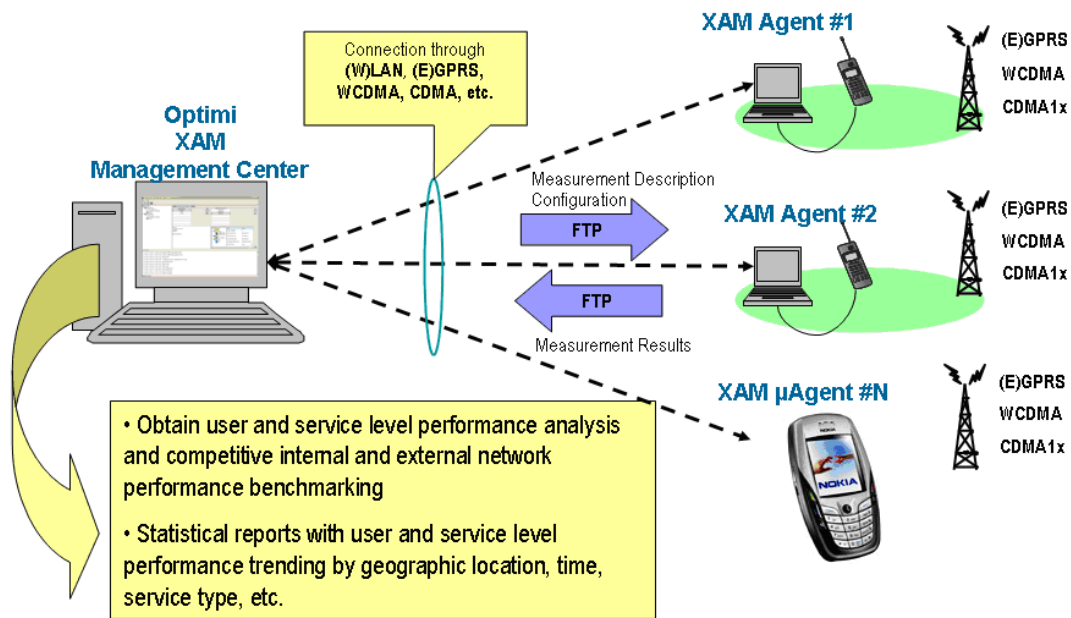 Optimi
XAM
Management Center
Connection through
(W)LAN, (E)GPRS,
WCDMA, CDMA, etc.
XAM Agent #1
(E)GPRS
WCDMA
CDMA1x
Measurement Description
Configuration
FTP
FTP
Measurement Results
XAM Agent #2
(E)GPRS
WCDMA
CDMA1x
XAM µAgent #N
NOKIA
NOKIA
(E)GPRS
WCDMA
CDMA1x
• Obtain user and service level performance analysis
and competitive internal and external network
performance benchmarking
• Statistical reports with user and service level
performance trending by geographic location, time,
service type, etc.